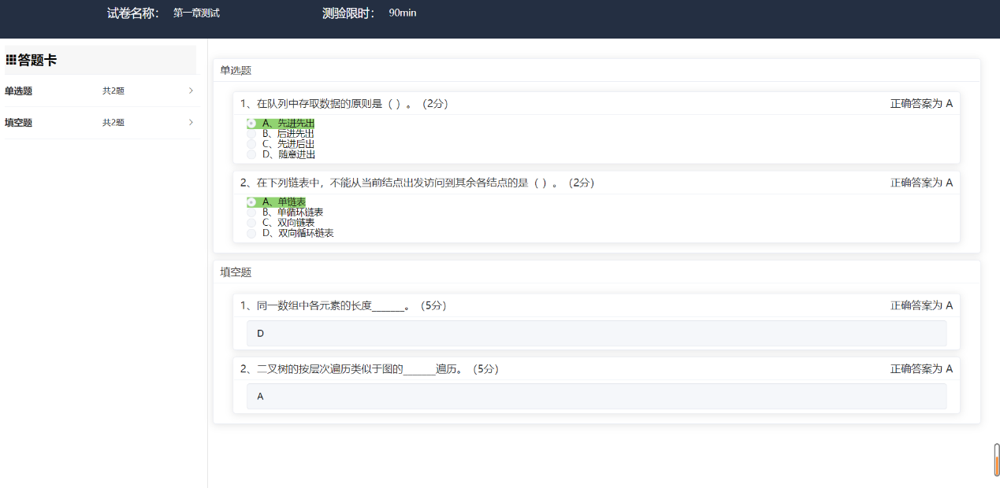 试卷名称： 第一章测试 测验限时： 90min
答题卡
单选题 共2题
填空题 共2题
单选题
1、在队列中存取数据的原则是（ ）。（2分） 正确答案为 A
A、先进先出
B、后进先出
C、先进后出
D、随意进出
2、在下列链表中，不能从当前结点出发访问到其余各结点的是（ ）。（2分） 正确答案为 A
A、单链表
B、单循环链表
C、双向链表
D、双向循环链表
填空题
1、同一数组中各元素的长度______。（5分） 正确答案为 A
D
2、二叉树的按层次遍历类似于图的______遍历。（5分） 正确答案为 A
A